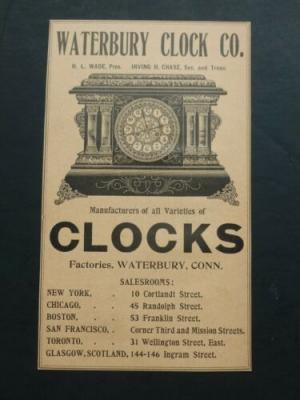 WATERBURY CLOCK CO.
H. L. WADE, Pres. IRVING H. CHASE, Sec. and Treas.
Manufacturers of all Varieties of
CLOCKS
Factories, WATERBURY, CONN.
SALESROOMS:
NEW YORK, . . 10 Cortlandt Street.
CHICAGO, . . 45 Randolph Street.
BOSTON, . . 53 Franklin Street.
SAN FRANCISCO, . Corner Third and Mission Streets.
TORONTO, . . 31 Wellington Street, East.
GLASGOW, SCOTLAND, 144-146 Ingram Street.